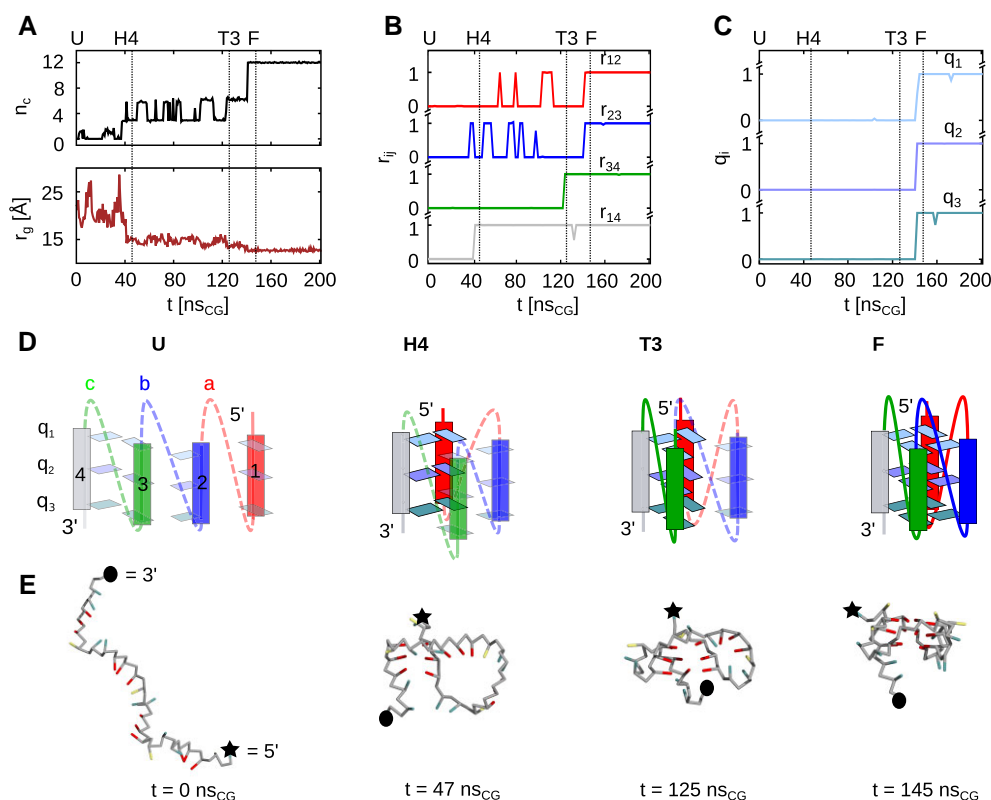 A B C
U H4 T3 F
U H4 T3 F
U H4 T3 F
12
8
4
0
n_c
r_g [Å]
15
25
0 40 80 120 160 200
t [ns_CG]
r_12
1
0
r_23
1
0
r_ij
r_34
1
0
r_14
1
0
0 40 80 120 160 200
t [ns_CG]
q_1
1
0
q_2
1
q_i
0
q_3
1
0
0 40 80 120 160 200
t [ns_CG]
D U H4 T3 F
c b a
5'
q_1
q_2
q_3
4 3 2 1
3'
5'
3'
5'
3'
5'
3'
E
= 3'
= 5'
t = 0 ns_CG
t = 47 ns_CG
t = 125 ns_CG
t = 145 ns_CG